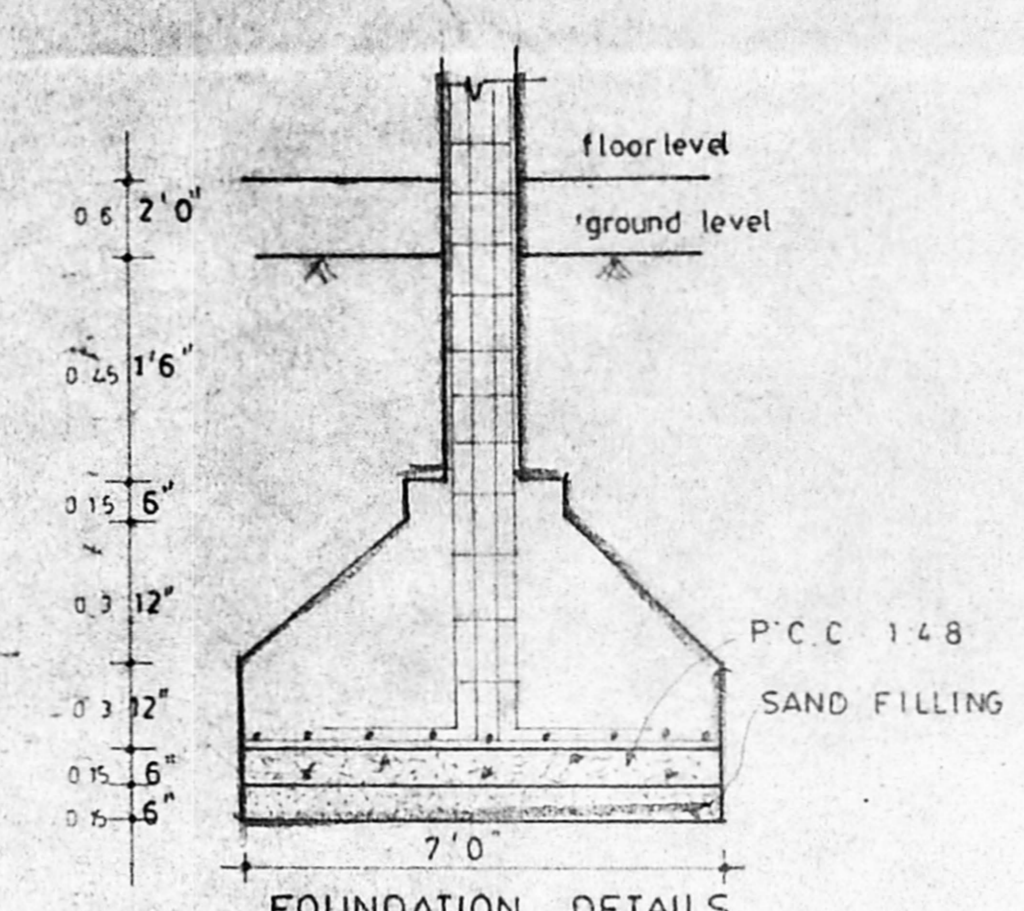 floor level
0 6 2'0"
'ground level
0 45 1'6"
0 15 6"
0 3 12"
P.C.C 1:4:8
0 3 12"
SAND FILLING
0 15 6"
0 15 6"
7'0"
FOUNDATION DETAILS